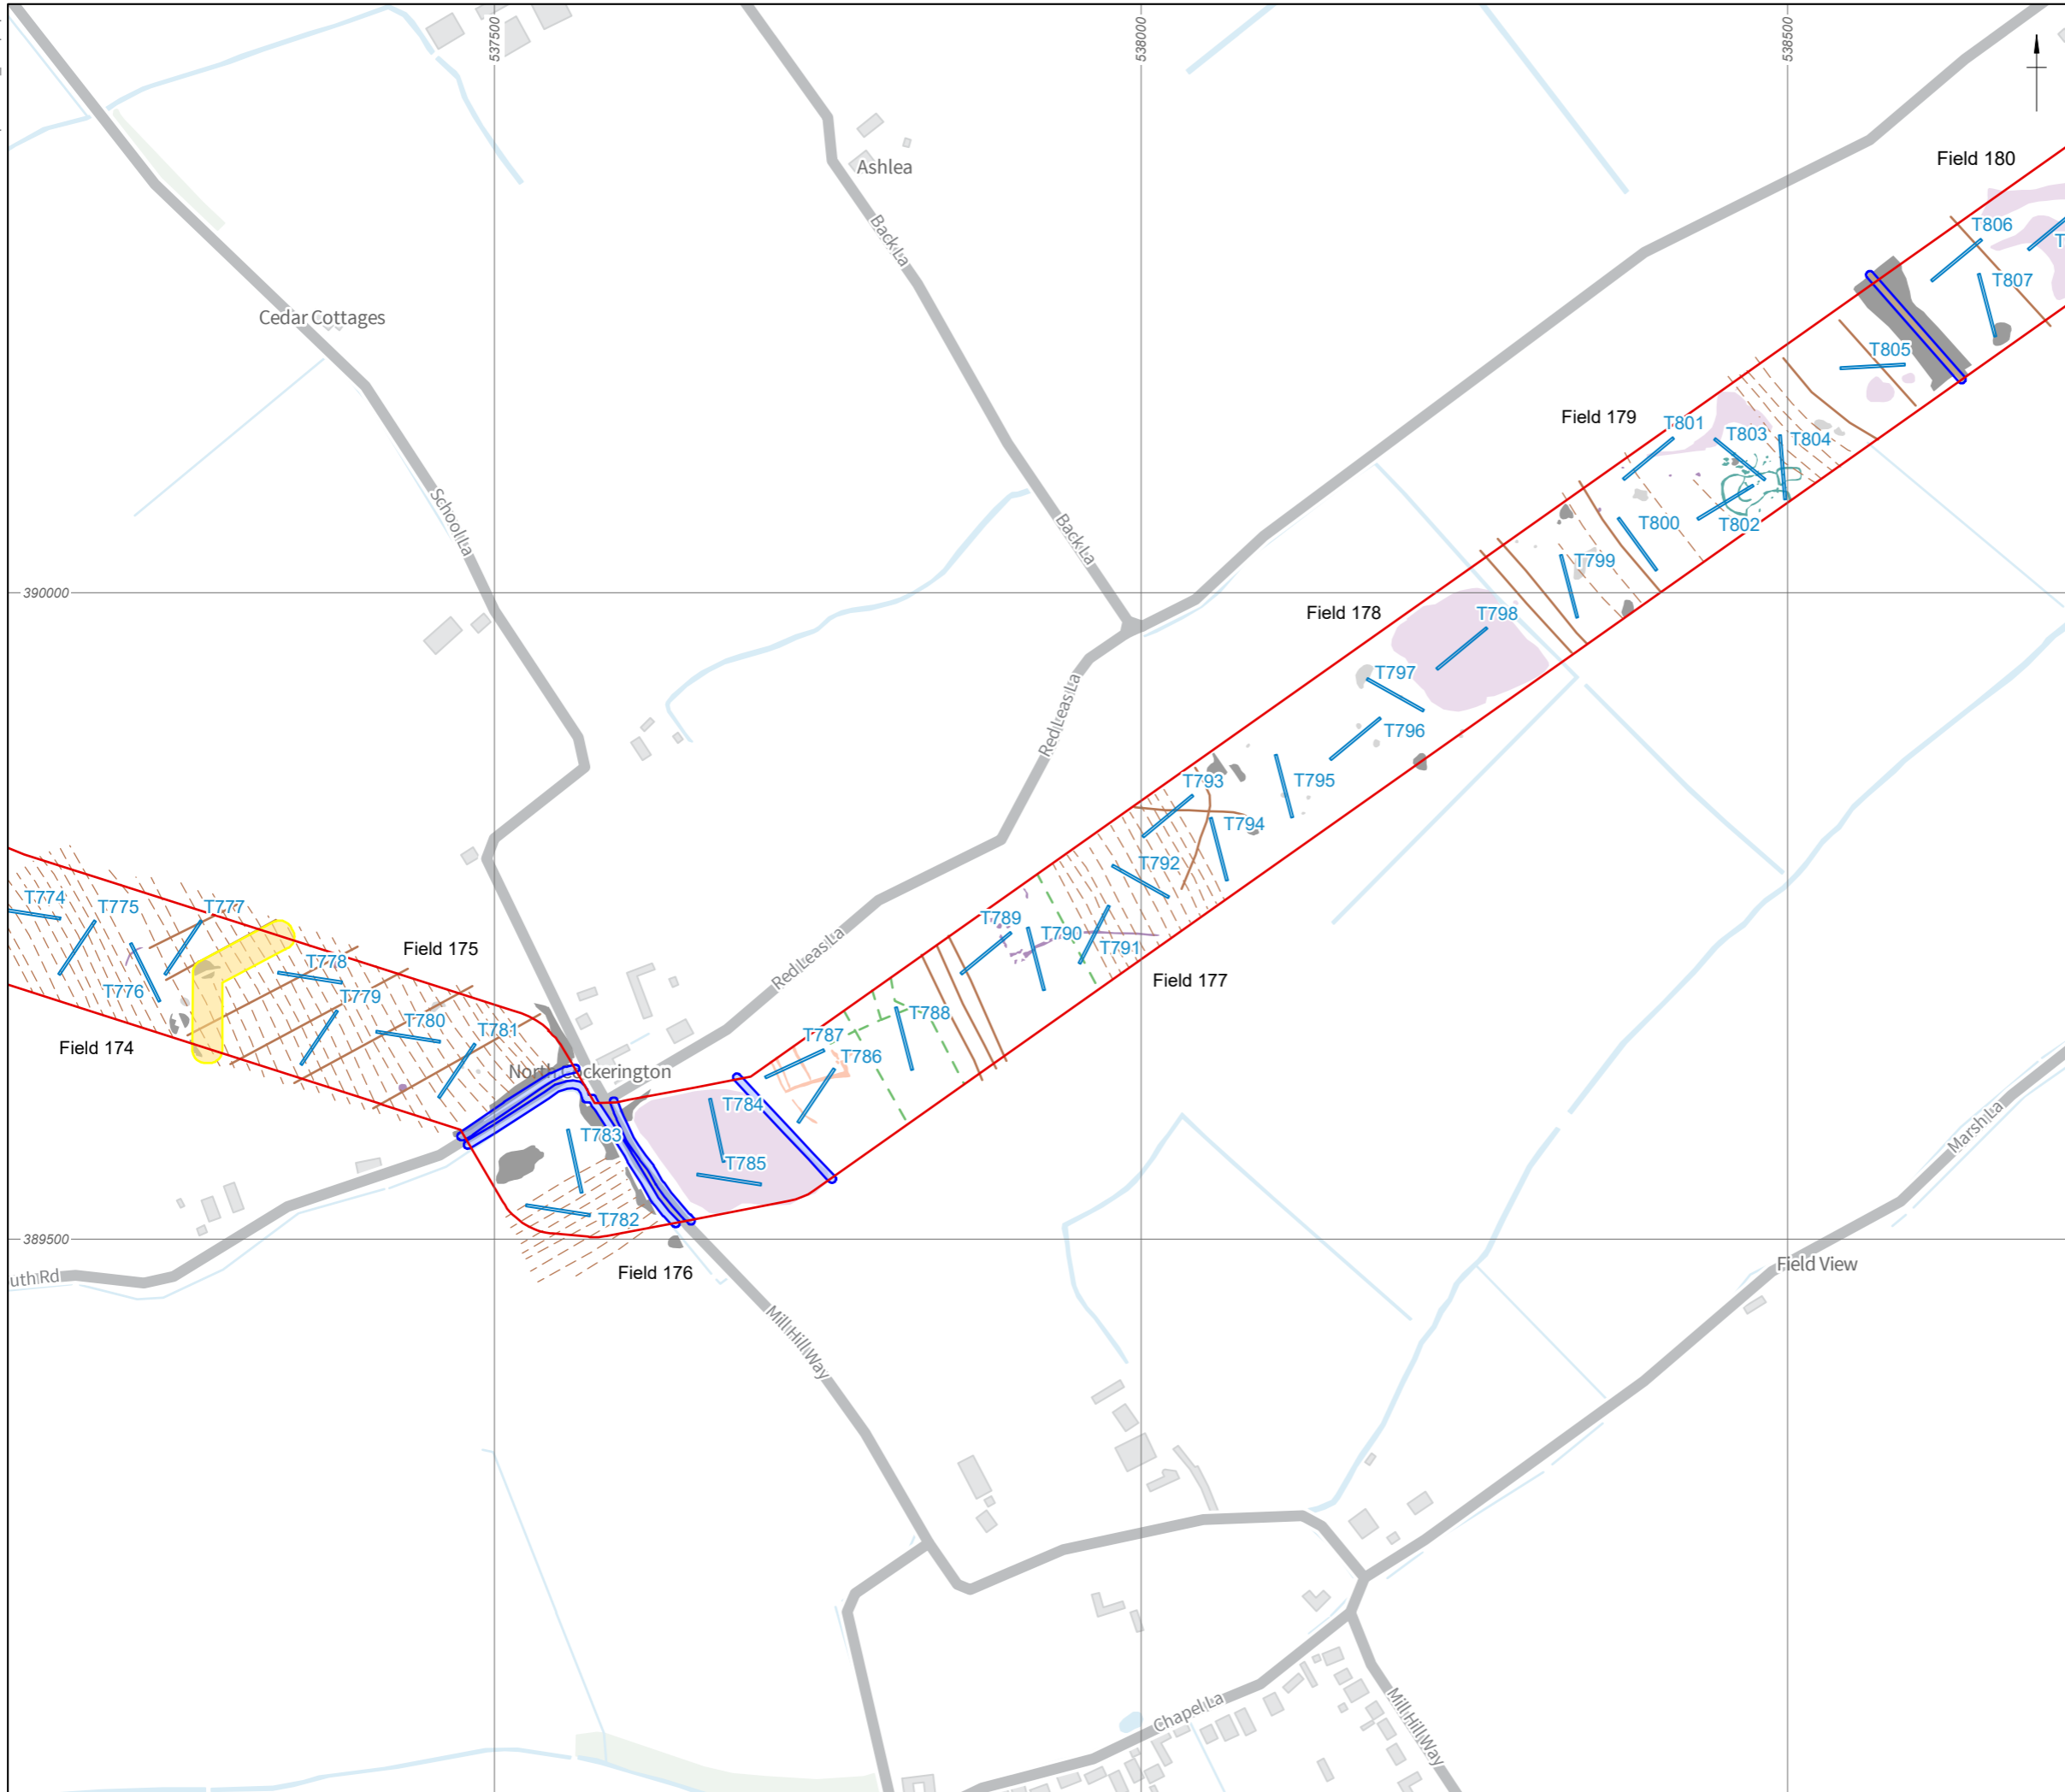 537500
538000
538500
Field 180
Ashlea
T806
Back La
T
T807
Cedar Cottages
T805
Field 179
T801
T803
T804
School La
T800
T802
Back La
T799
390000
Field 178
T798
T797
Red Leas La
T796
T793
T795
T794
T792
T774
T775
T777
T789
T790
Field 175
T791
T778
Red Leas La
Field 177
T776
T779
T788
T780
T781
T787
Field 174
T786
North Cockerington
T784
T783
T785
Marsh La
T782
389500
Field View
uth Rd
Field 176
Mill Hill Way
Chapel La
Mill Hill Way